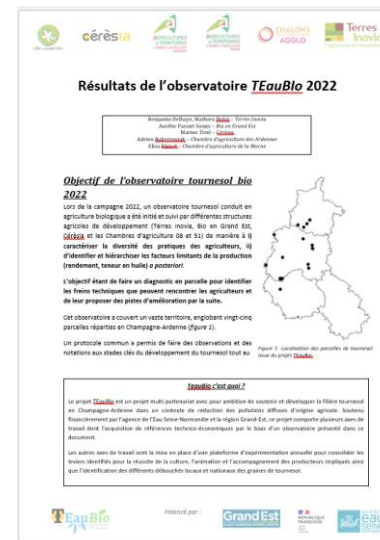 cérèsia
AGRICULTURES
& TERRITOIRES
AGRICULTURES
& TERRITOIRES
CHALONS
AGGLO
Terres
Inovia
Résultats de l'observatoire TEauBIo 2022
Benjamin Delhaye, Mathieu Dulot – Terres Inovia
Aurélie Parant-Songy – Bio en Grand Est
Marine Tirel – Cérèsia
Adrien – Chambre d'agriculture des Ardennes
Elisa – Chambre d'agriculture de la Marne
Objectif de l'observatoire tournesol bio
2022
Lors de la campagne 2022, un observatoire tournesol conduit en
agriculture biologique a été initié et suivi par différentes structures
agricoles de développement (Terres Inovia, Bio en Grand Est,
Cérèsia et les Chambres d'agriculture 08 et 51) de manière à i)
caractériser la diversité des pratiques des agriculteurs, ii)
d'identifier et hiérarchiser les facteurs limitants de la production
(rendement, teneur en huile) a posteriori.
L'objectif étant de faire un diagnostic en parcelle pour identifier
les freins techniques que peuvent rencontrer les agriculteurs et
de leur proposer des pistes d'amélioration par la suite.
Cet observatoire a couvert un vaste territoire, englobant vingt-cinq
parcelles réparties en Champagne-Ardenne (figure 1).
Un protocole commun a permis de faire des observations et des
notations aux stades clés du développement du tournesol tout au
Figure 1 Localisation des parcelles de tournesol
issue du projet TEauBio.
TeauBio c'est quoi ?
Le projet TEauBio est un projet multi partenariat avec pour ambition de soutenir et développer la filière tournesol
en Champagne-Ardenne dans un contexte de réduction des pollutions diffuses d'origine agricole. Soutenu
financièrement par l'agence de l'Eau Seine-Normandie et la région Grand-Est, ce projet comporte plusieurs axes de
travail dont l'acquisition de références technico-économiques par le biais d'un observatoire présenté dans ce
document.
Les autres axes de travail sont la mise en place d'une plateforme d'expérimentation annuelle pour consolider les
leviers identifiés pour la réussite de la culture, l'animation et l'accompagnement des producteurs impliqués ainsi
que l'identification des différents débouchés locaux et nationaux des graines de tournesol.
TEauBio
Financé par :
GrandEst
RÉPUBLIQUE
FRANÇAISE